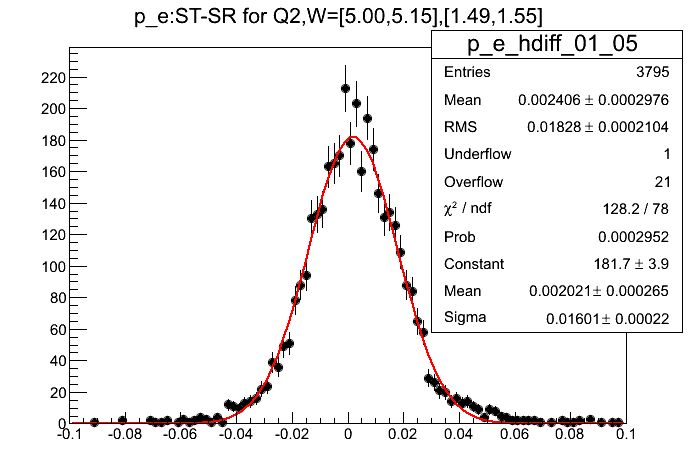 p_e:ST-SR for Q2,W=[5.00,5.15],[1.49,1.55]
p_e_hdiff_01_05
Entries 3795
Mean 0.002406 ± 0.0002976
RMS 0.01828 ± 0.0002104
Underflow 1
Overflow 21
χ² / ndf 128.2 / 78
Prob 0.0002952
Constant 181.7 ± 3.9
Mean 0.002021 ± 0.000265
Sigma 0.01601 ± 0.00022
220
200
180
160
140
120
100
80
60
40
20
0
-0.1 -0.08 -0.06 -0.04 -0.02 0 0.02 0.04 0.06 0.08 0.1